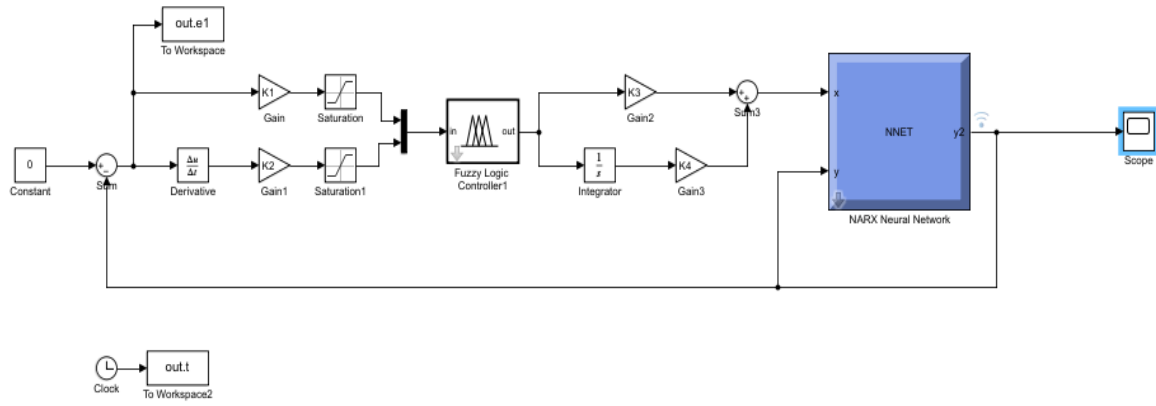 out.e1
To Workspace
K1
Gain
Saturation
K3
Gain2
+
+
Sum3
x
NNET
y2
y
NARX Neural Network
Scope
in
out
Fuzzy Logic
Controller1
0
Constant
+
−
Sum
Δu
Δt
Derivative
K2
Gain1
Saturation1
1
s
Integrator
K4
Gain3
Clock
out.t
To Workspace2